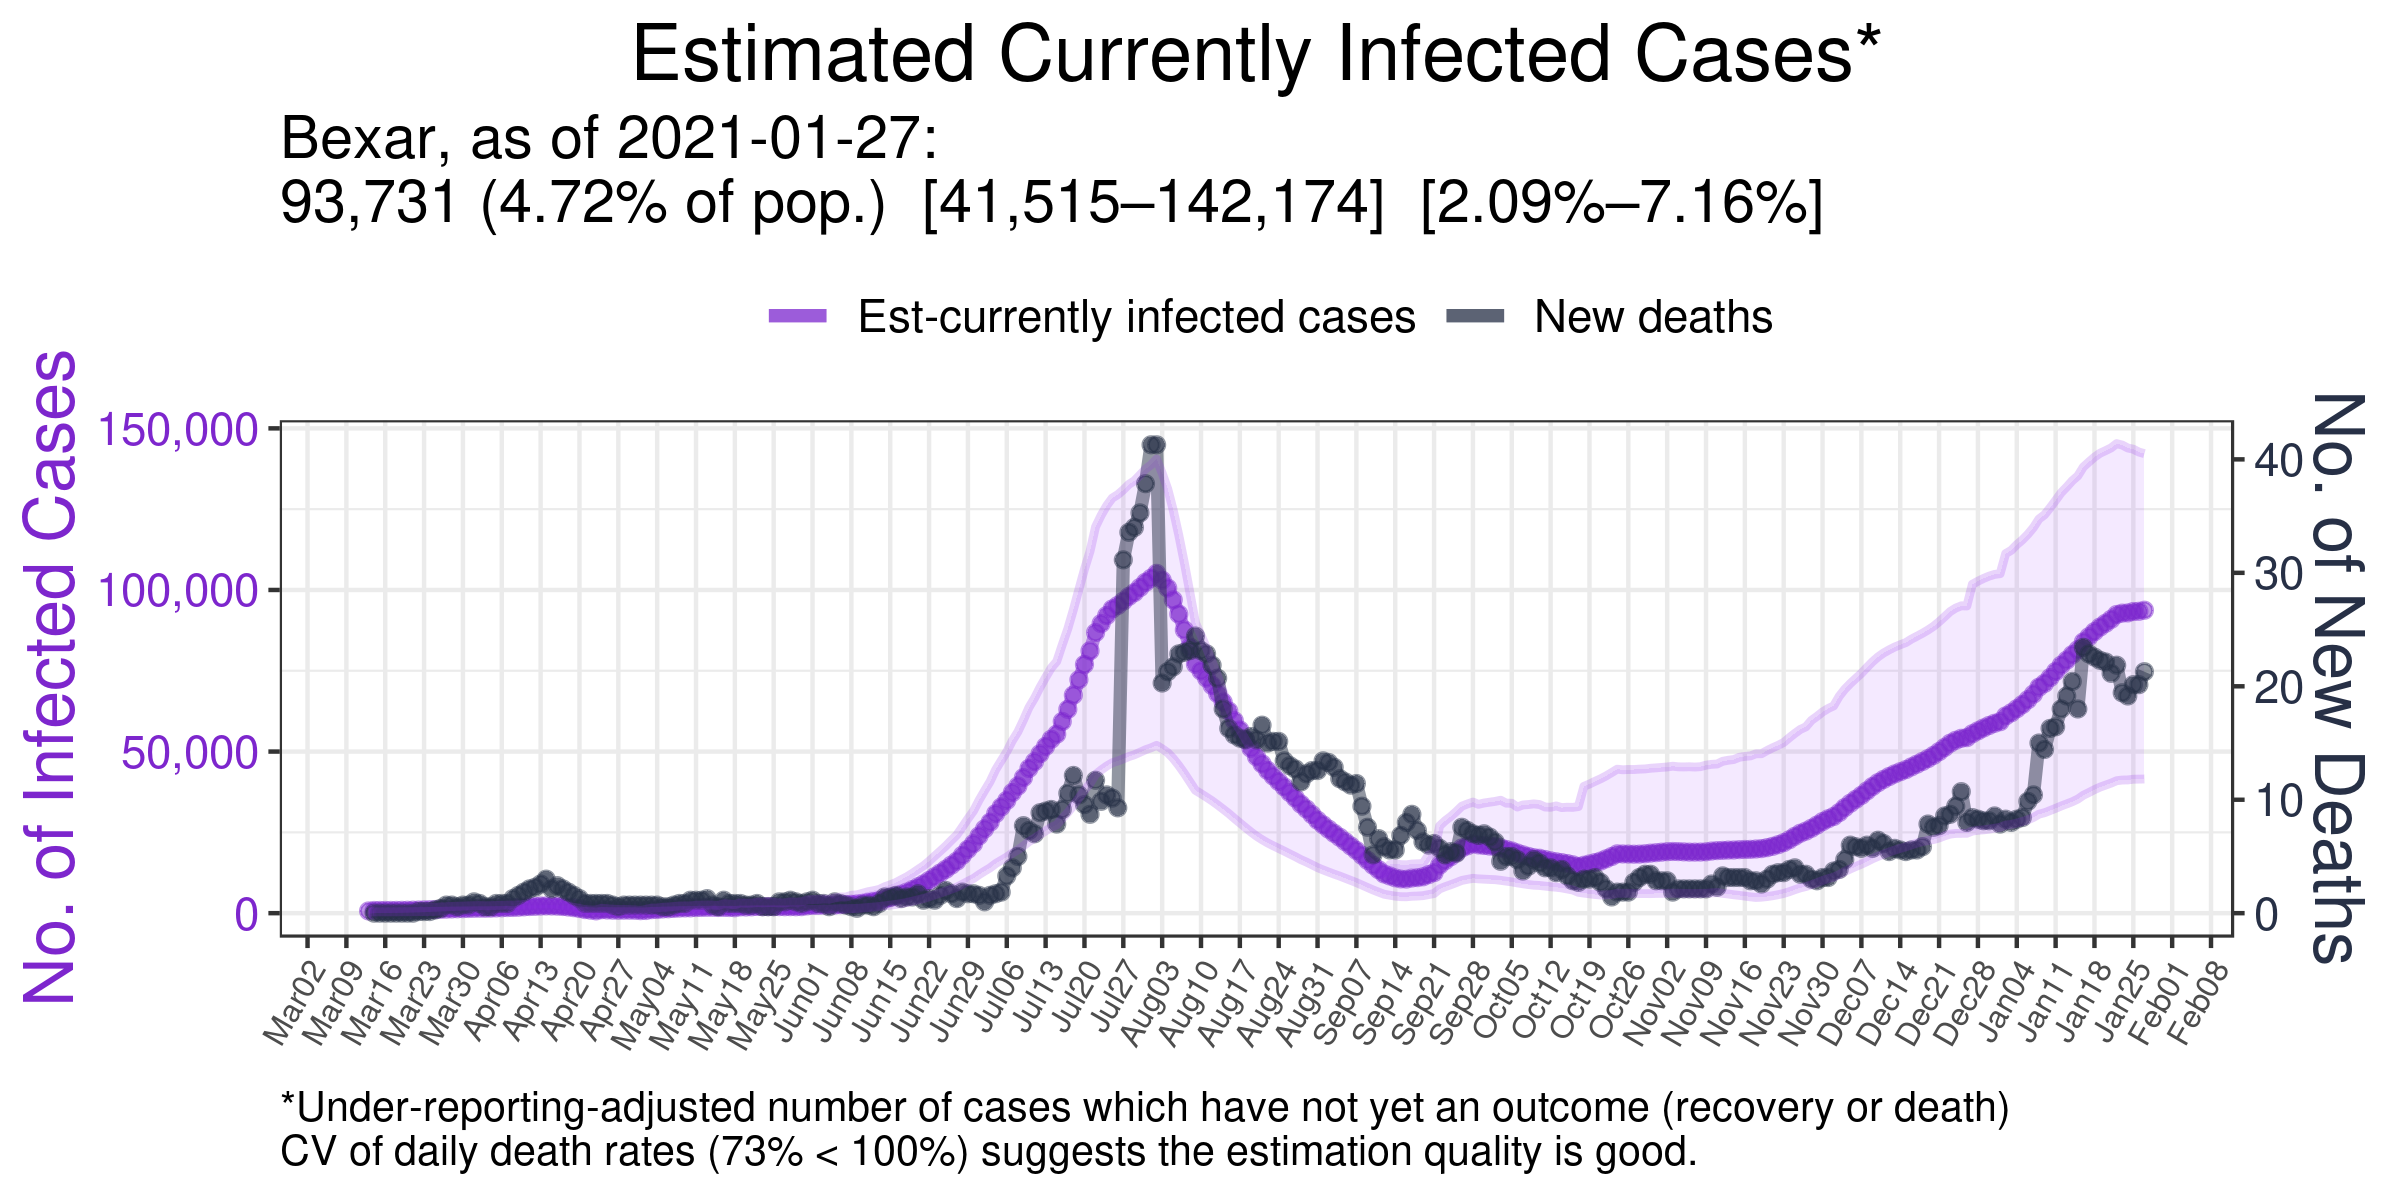 Estimated Currently Infected Cases*
Bexar, as of 2021-01-27:
93,731 (4.72% of pop.) [41,515–142,174] [2.09%–7.16%]
Est-currently infected cases
New deaths
No. of Infected Cases
150,000
100,000
50,000
0
40
30
20
10
0
No. of New Deaths
Mar02
Mar09
Mar16
Mar23
Mar30
Apr06
Apr13
Apr20
Apr27
May04
May11
May18
May25
Jun01
Jun08
Jun15
Jun22
Jun29
Jul06
Jul13
Jul20
Jul27
Aug03
Aug10
Aug17
Aug24
Aug31
Sep07
Sep14
Sep21
Sep28
Oct05
Oct12
Oct19
Oct26
Nov02
Nov09
Nov16
Nov23
Nov30
Dec07
Dec14
Dec21
Dec28
Jan04
Jan11
Jan18
Jan25
Feb01
Feb08
*Under-reporting-adjusted number of cases which have not yet an outcome (recovery or death)
CV of daily death rates (73% < 100%) suggests the estimation quality is good.